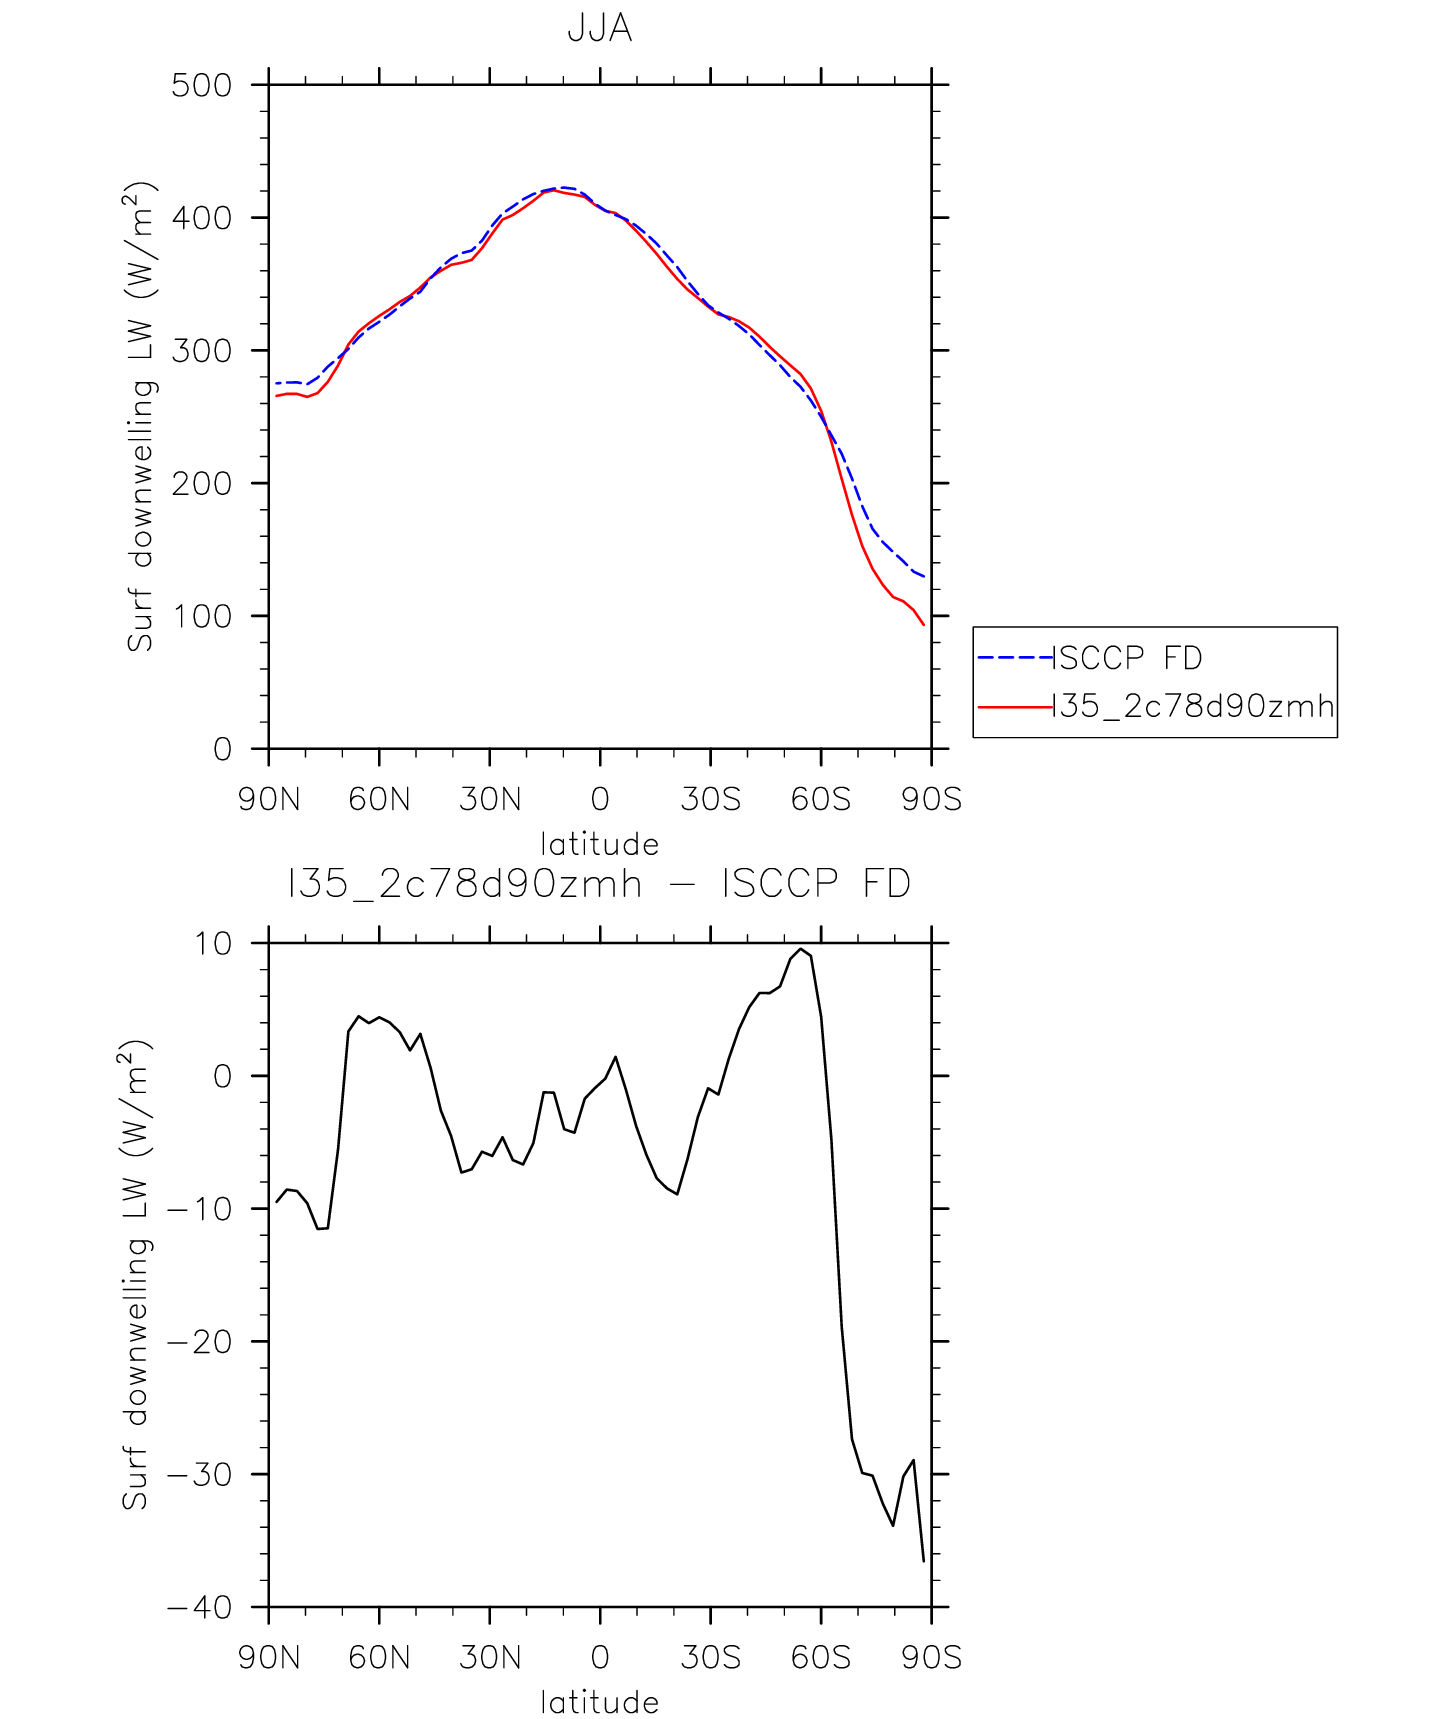 JJA
Surf downwelling LW (W/m²)
500
400
300
200
100
0
90N 60N 30N 0 30S 60S 90S
latitude
ISCCP FD
I35_2c78d90zmh
I35_2c78d90zmh − ISCCP FD
Surf downwelling LW (W/m²)
10
0
−10
−20
−30
−40
90N 60N 30N 0 30S 60S 90S
latitude